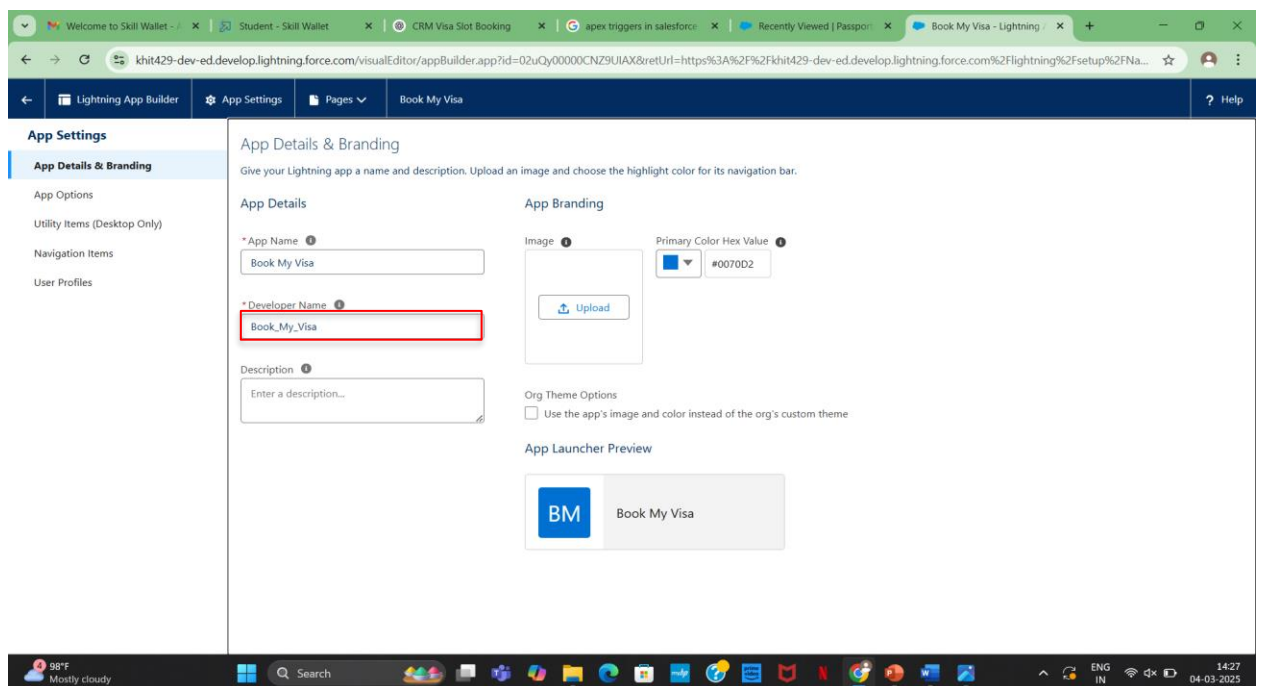 Welcome to Skill Wallet - A
Student - Skill Wallet
CRM Visa Slot Booking
apex triggers in salesforce
Recently Viewed | Passport
Book My Visa - Lightning A
khit429-dev-ed.develop.lightning.force.com/visualEditor/appBuilder.app?id=02uQy00000CNZ9UIAX&retUrl=https%3A%2F%2Fkhit429-dev-ed.develop.lightning.force.com%2Flightning%2Fsetup%2FNa...
Lightning App Builder
App Settings
Pages
Book My Visa
? Help
App Settings
App Details & Branding
App Options
Utility Items (Desktop Only)
Navigation Items
User Profiles
App Details & Branding
Give your Lightning app a name and description. Upload an image and choose the highlight color for its navigation bar.
App Details
*App Name
Book My Visa
*Developer Name
Book_My_Visa
Description
Enter a description...
App Branding
Image
Upload
Primary Color Hex Value
#0070D2
Org Theme Options
Use the app's image and color instead of the org's custom theme
App Launcher Preview
BM
Book My Visa
4
98°F
Mostly cloudy
Search
ENG
IN
14:27
04-03-2025